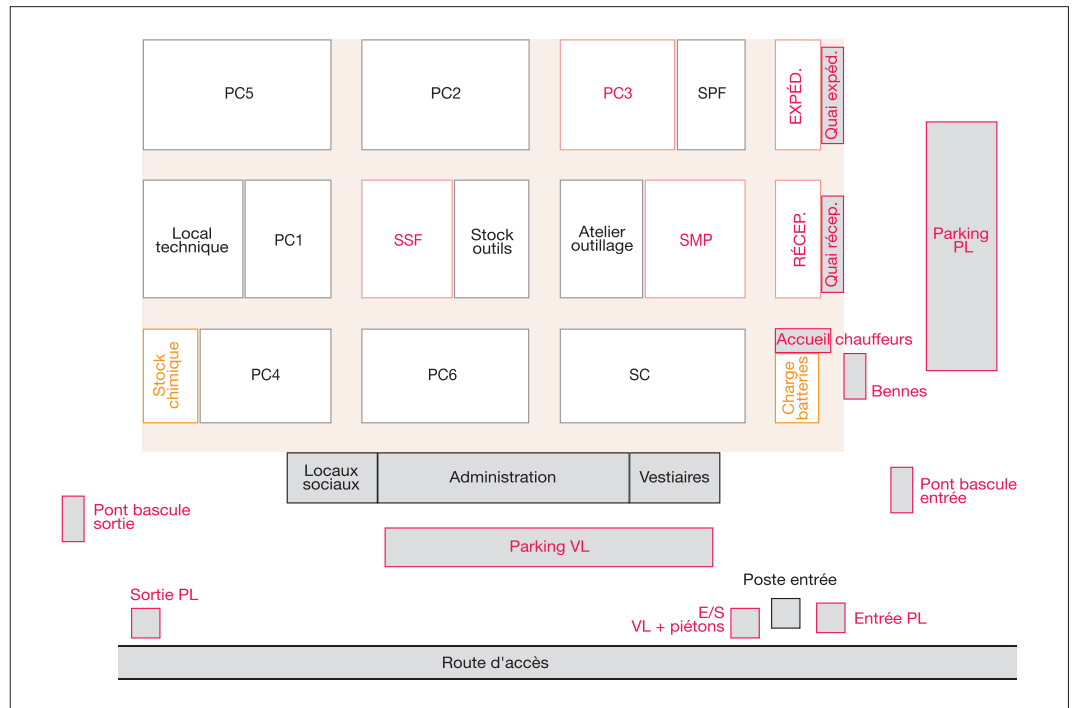 PC5
PC2
PC3
SPF
EXPÉD.
Quai expéd.
Local
technique
PC1
SSF
Stock
outils
Atelier
outillage
SMP
RÉCEP.
Quai récep.
Parking
PL
Stock
chimique
PC4
PC6
SC
Accueil chauffeurs
Charge
batteries
Bennes
Locaux
sociaux
Administration
Vestiaires
Pont bascule
sortie
Pont bascule
entrée
Parking VL
Sortie PL
Poste entrée
E/S
VL + piétons
Entrée PL
Route d'accès